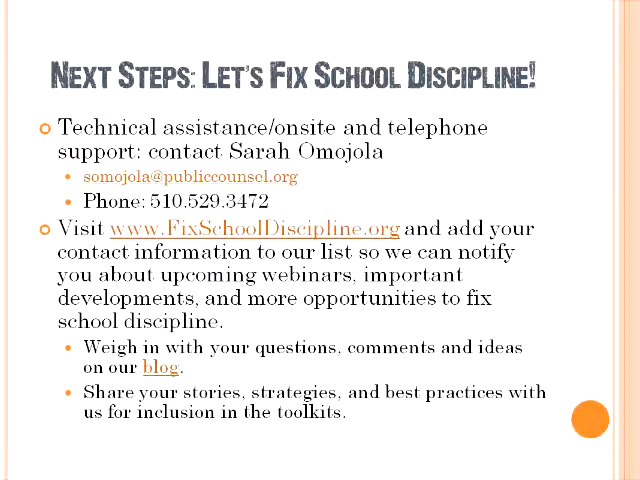 NEXT STEPS: LET'S FIX SCHOOL DISCIPLINE!
Technical assistance/onsite and telephone
support: contact Sarah Omojola
somojola@publiccounsel.org
Phone: 510.529.3472
Visit www.FixSchoolDiscipline.org and add your
contact information to our list so we can notify
you about upcoming webinars, important
developments, and more opportunities to fix
school discipline.
Weigh in with your questions, comments and ideas
on our blog.
Share your stories, strategies, and best practices with
us for inclusion in the toolkits.